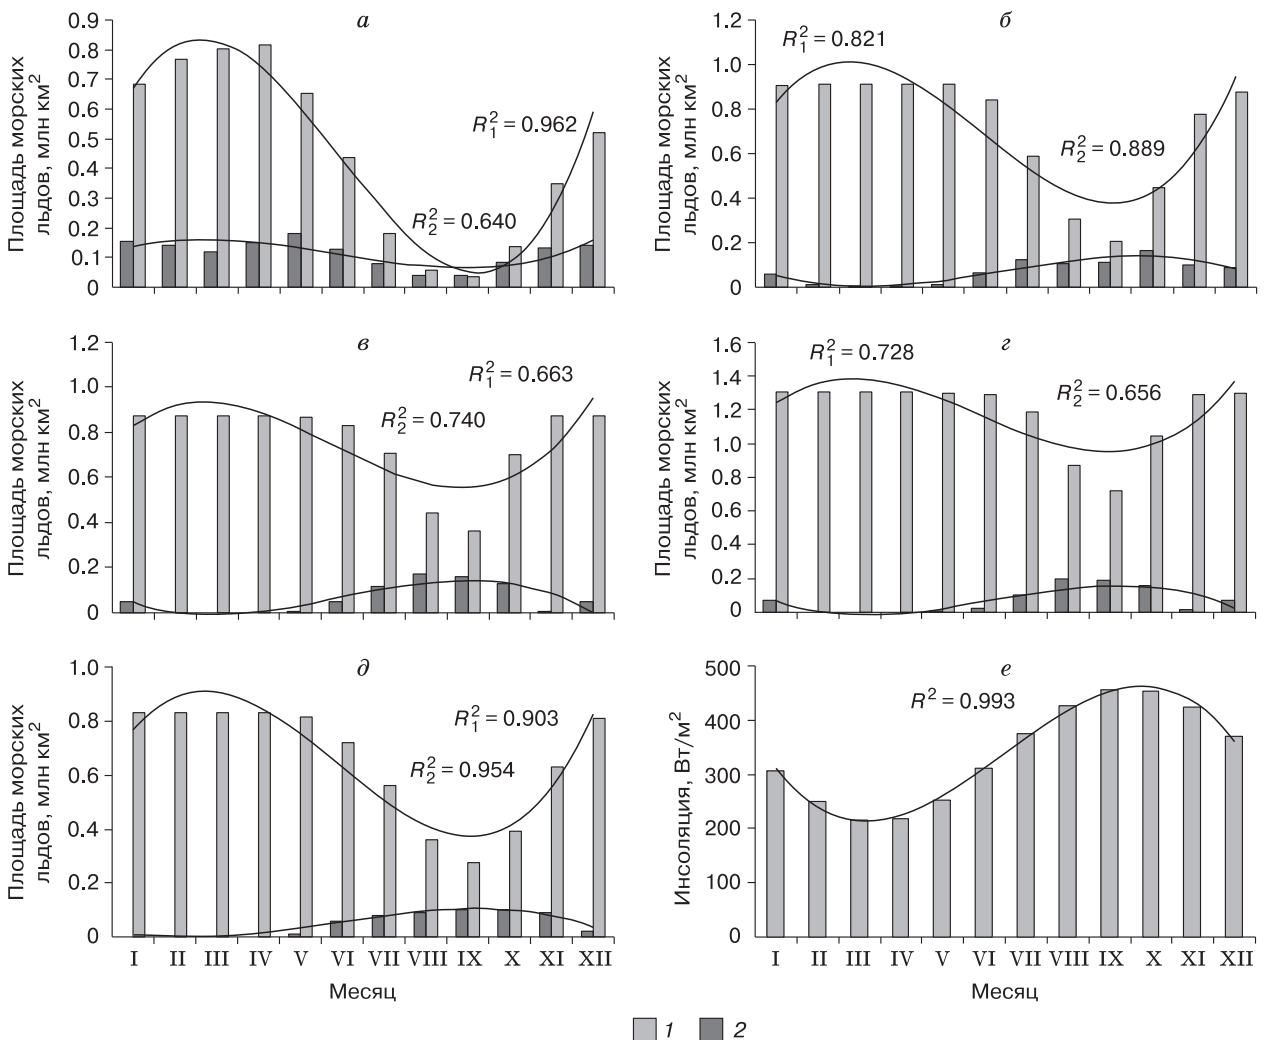 а
Площадь морских
льдов, млн км²
0.9
0.8
0.7
0.6
0.5
0.4
0.3
0.2
0.1
0
R₁² = 0.962
R₂² = 0.640
б
Площадь морских
льдов, млн км²
1.2
1.0
0.8
0.6
0.4
0.2
0
R₁² = 0.821
R₂² = 0.889
в
Площадь морских
льдов, млн км²
1.2
1.0
0.8
0.6
0.4
0.2
0
R₁² = 0.663
R₂² = 0.740
г
Площадь морских
льдов, млн км²
1.6
1.4
1.2
1.0
1.8
1.6
0.4
0.2
0
R₁² = 0.728
R₂² = 0.656
д
Площадь морских
льдов, млн км²
1.0
0.8
0.6
0.4
0.2
0
R₁² = 0.903
R₂² = 0.954
I II III IV V VI VII VIII IX X XI XII
Месяц
е
Инсоляция, Вт/м²
500
400
300
200
100
0
R² = 0.993
I II III IV V VI VII VIII IX X XI XII
Месяц
1 2